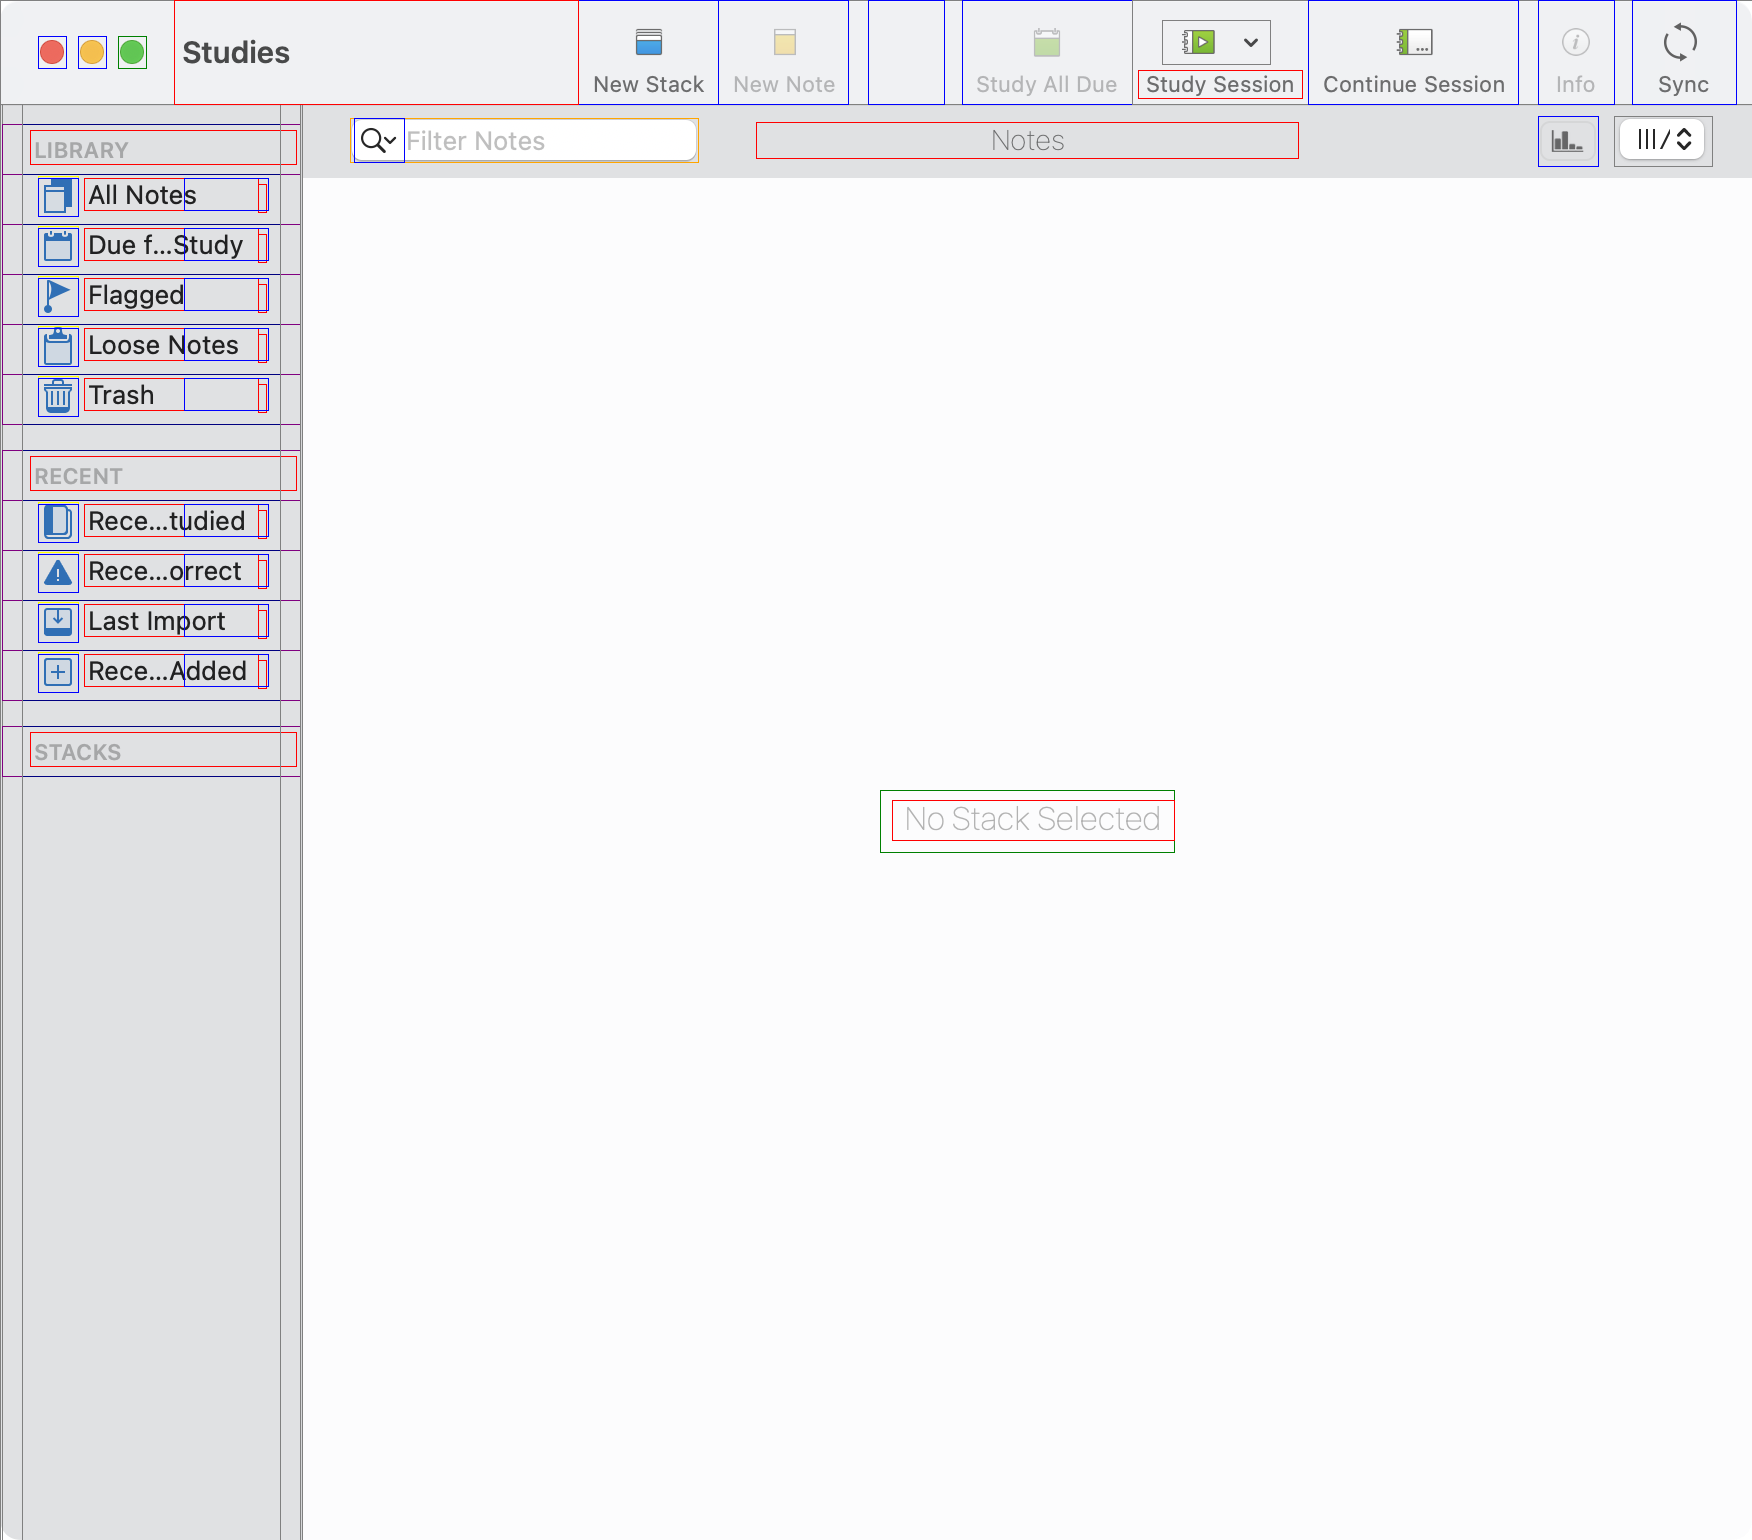 Studies
New Stack
New Note
Study All Due
Study Session
Continue Session
Info
Sync
Filter Notes
Notes
LIBRARY
All Notes
Due f...Study
Flagged
Loose Notes
Trash
RECENT
Rece...tudied
Rece...orrect
Last Import
Rece...Added
STACKS
No Stack Selected